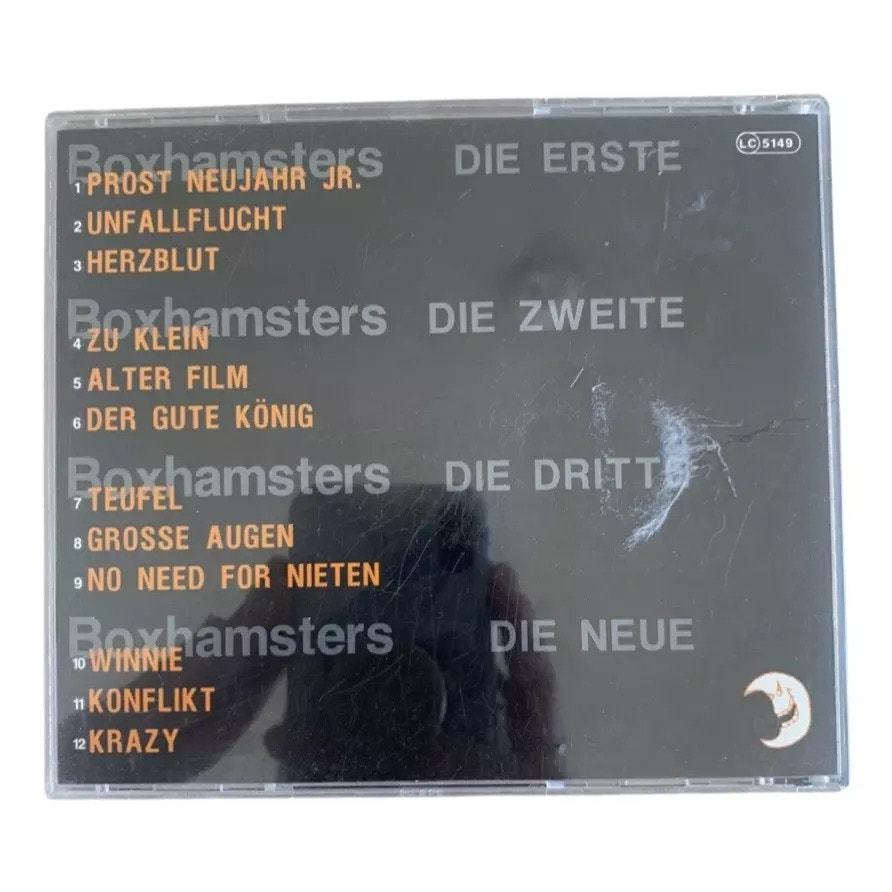 Boxhamsters DIE ERSTE
LC 5149
1 PROST NEUJAHR JR.
2 UNFALLFLUCHT
3 HERZBLUT
Boxhamsters DIE ZWEITE
4 ZU KLEIN
5 ALTER FILM
6 DER GUTE KÖNIG
Boxhamsters DIE DRITTE
7 TEUFEL
8 GROSSE AUGEN
9 NO NEED FOR NIETEN
Boxhamsters DIE NEUE
10 WINNIE
11 KONFLIKT
12 KRAZY